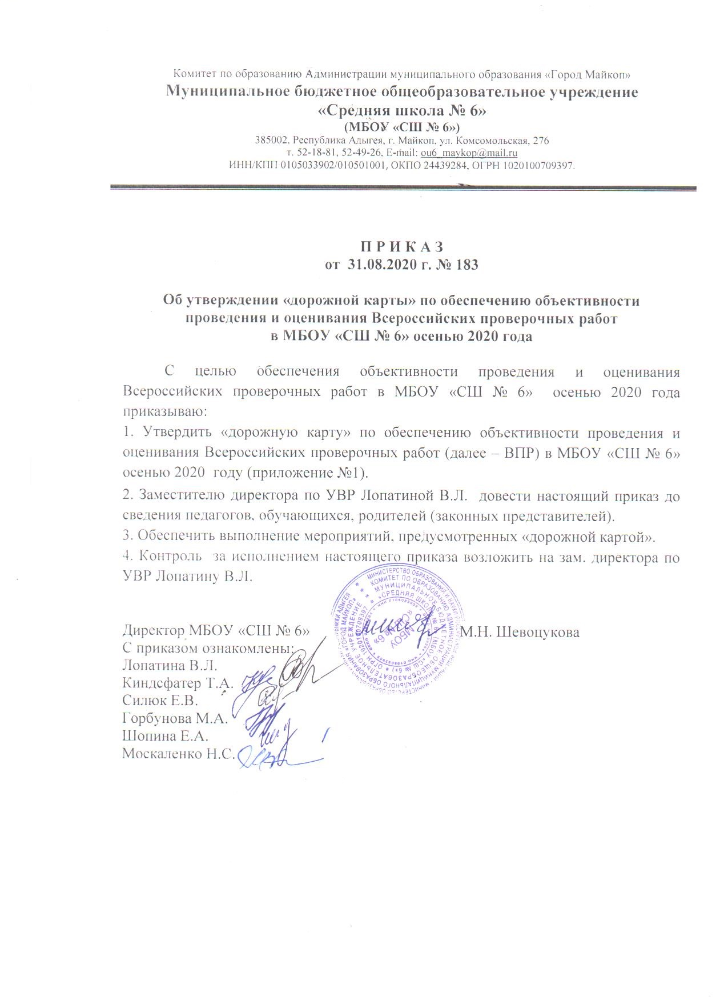 Комитет по образованию Администрации муниципального образования «Город Майкоп»
Муниципальное бюджетное общеобразовательное учреждение
«Средняя школа № 6»
(МБОУ «СШ № 6»)
385002, Республика Адыгея, г. Майкоп, ул. Комсомольская, 276
т. 52-18-81, 52-49-26, E-mail: ou6_maykop@mail.ru
ИНН/КПП 0105033902/010501001, ОКПО 24439284, ОГРН 1020100709397.
П Р И К А З
от 31.08.2020 г. № 183
Об утверждении «дорожной карты» по обеспечению объективности
проведения и оценивания Всероссийских проверочных работ
в МБОУ «СШ № 6» осенью 2020 года
С целью обеспечения объективности проведения и оценивания
Всероссийских проверочных работ в МБОУ «СШ № 6» осенью 2020 года
приказываю:
1. Утвердить «дорожную карту» по обеспечению объективности проведения и
оценивания Всероссийских проверочных работ (далее – ВПР) в МБОУ «СШ № 6»
осенью 2020 году (приложение №1).
2. Заместителю директора по УВР Лопатиной В.Л. довести настоящий приказ до
сведения педагогов, обучающихся, родителей (законных представителей).
3. Обеспечить выполнение мероприятий, предусмотренных «дорожной картой».
4. Контроль за исполнением настоящего приказа возложить на зам. директора по
УВР Лопатину В.Л.
Директор МБОУ «СШ № 6» М.Н. Шевоцукова
С приказом ознакомлены:
Лопатина В.Л.
Киндсфатер Т.А.
Силюк Е.В.
Горбунова М.А.
Шопина Е.А.
Москаленко Н.С.
МИНИСТЕРСТВО ОБРАЗОВАНИЯ И НАУКИ
КОМИТЕТ ПО ОБРАЗОВАНИЮ АДМИНИСТРАЦИИ МУНИЦИПАЛЬНОГО ОБРАЗОВАНИЯ «ГОРОД МАЙКОП»
МУНИЦИПАЛЬНОЕ БЮДЖЕТНОЕ ОБЩЕОБРАЗОВАТЕЛЬНОЕ УЧРЕЖДЕНИЕ
«СРЕДНЯЯ ШКОЛА № 6» (МБОУ «СШ № 6») * ОГРН 1020100709397
МБОУ
«СШ № 6»